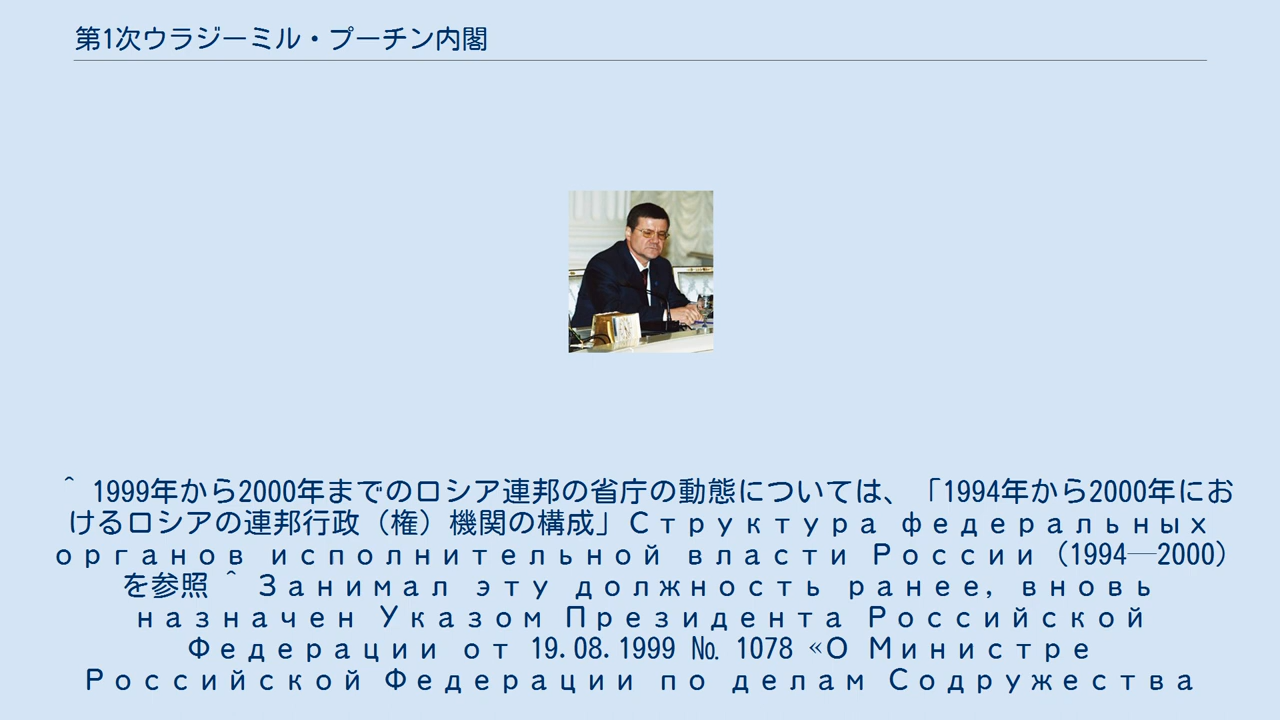 第1次ウラジーミル・プーチン内閣
^ 1999年から2000年までのロシア連邦の省庁の動態については、「1994年から2000年にお
けるロシアの連邦行政（権）機関の構成」Структура федеральных
органов исполнительной власти России (1994—2000)
を参照 ^ Занимал эту должность ранее, вновь
назначен Указом Президента Российской
Федерации от 19.08.1999 № 1078 «О Министре
Российской Федерации по делам Содружества